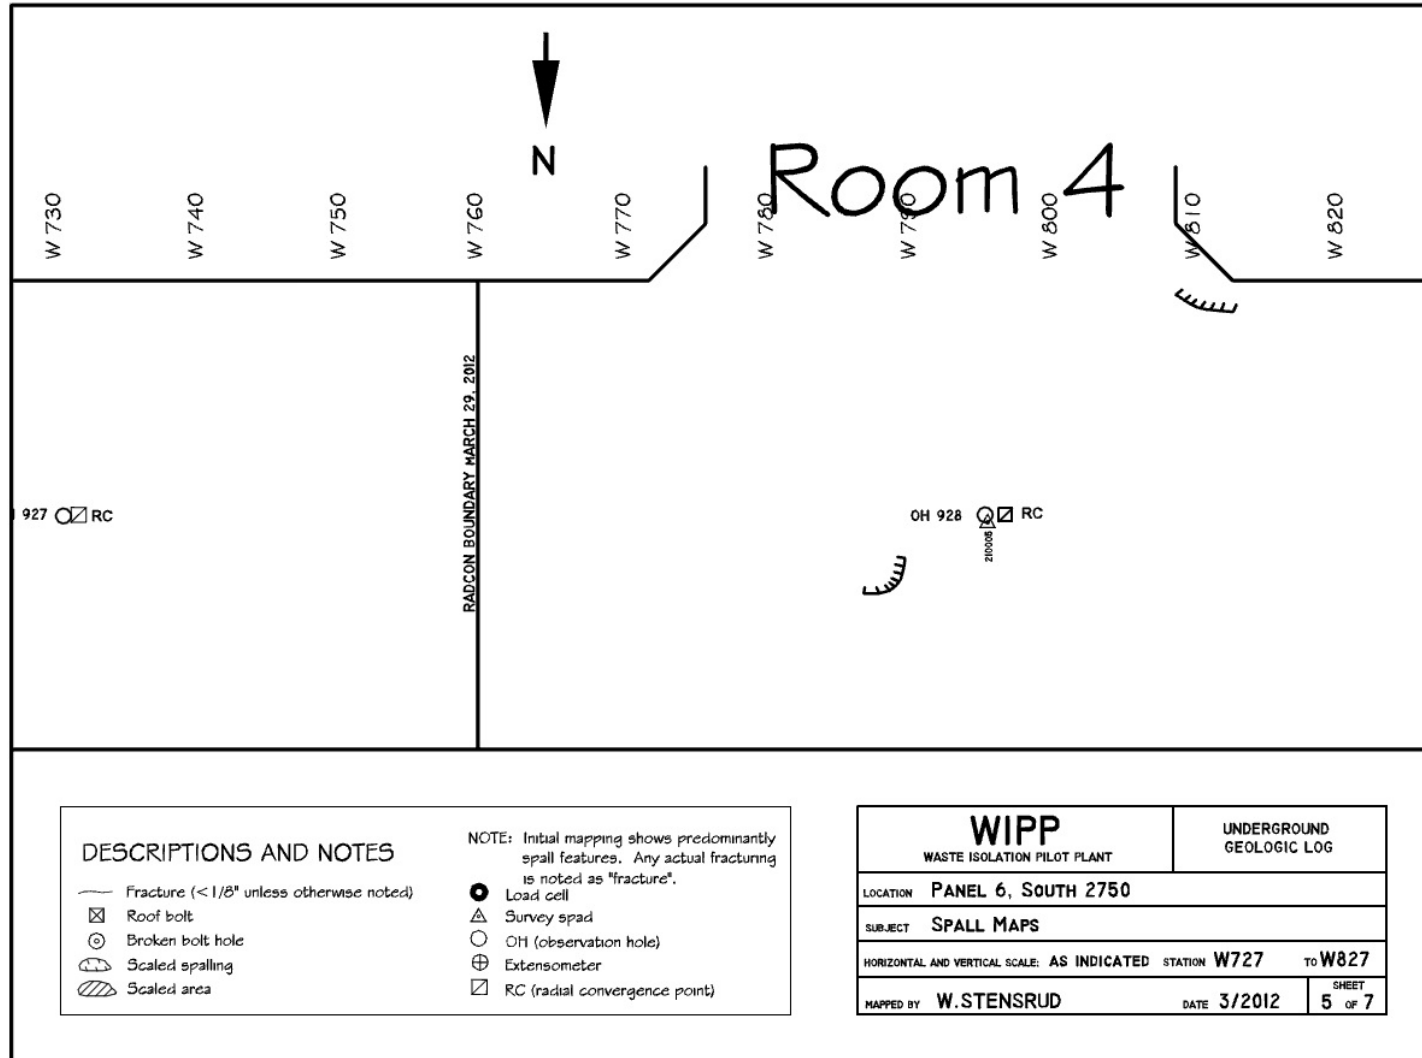 N
Room 4
W 730
W 740
W 750
W 760
W 770
W 780
W 790
W 800
W 810
W 820
RADCON BOUNDARY MARCH 29, 2012
927 RC
OH 928 RC
210005
DESCRIPTIONS AND NOTES
Fracture (<1/8" unless otherwise noted)
Roof bolt
Broken bolt hole
Scaled spalling
Scaled area
NOTE: Initial mapping shows predominantly
spall features. Any actual fracturing
is noted as "fracture".
Load cell
Survey spad
OH (observation hole)
Extensometer
RC (radial convergence point)
WIPP
WASTE ISOLATION PILOT PLANT
UNDERGROUND
GEOLOGIC LOG
LOCATION PANEL 6, SOUTH 2750
SUBJECT SPALL MAPS
HORIZONTAL AND VERTICAL SCALE: AS INDICATED STATION W727 TO W827
MAPPED BY W.STENSRUD DATE 3/2012
SHEET
5 OF 7